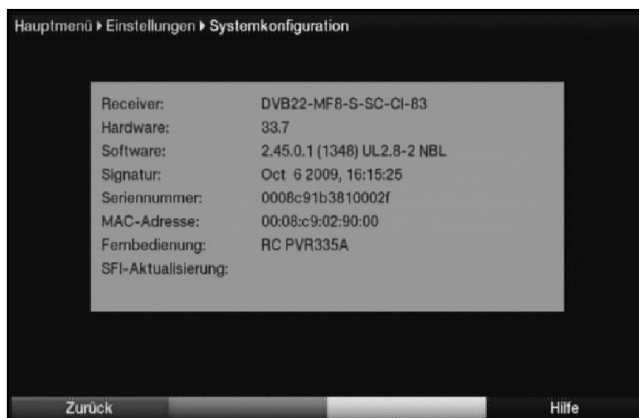 Hauptmenü ▸ Einstellungen ▸ Systemkonfiguration
Receiver: DVB22-MF8-S-SC-CI-83
Hardware: 33.7
Software: 2.45.0.1 (1348) UL2.8-2 NBL
Signatur: Oct 6 2009, 16:15:25
Seriennummer: 0008c91b3810002f
MAC-Adresse: 00:08:c9:02:90:00
Fernbedienung: RC PVR335A
SFI-Aktualisierung:
Zurück Hilfe